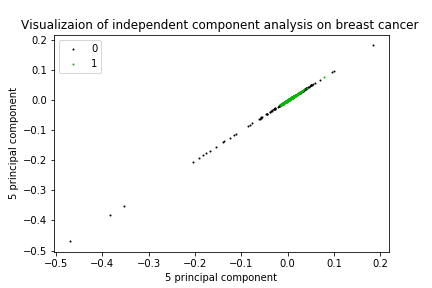 Visualizaion of independent component analysis on breast cancer
0
1
0.2
0.1
0.0
−0.1
−0.2
−0.3
−0.4
−0.5
5 principal component
−0.5 −0.4 −0.3 −0.2 −0.1 0.0 0.1 0.2
5 principal component